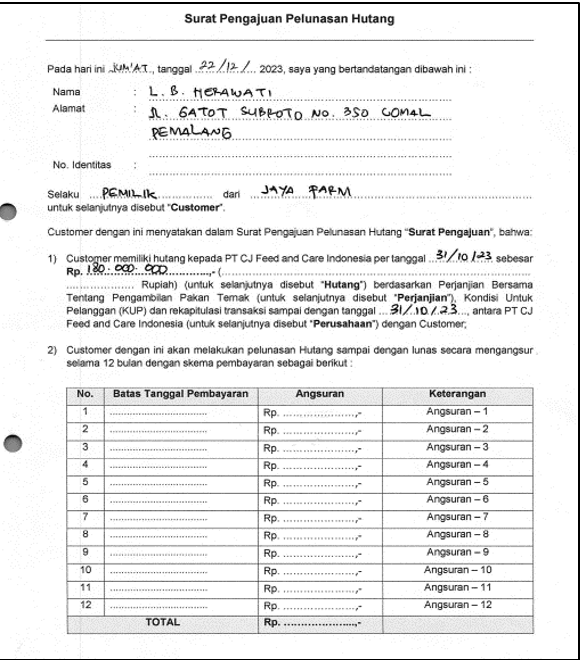 Surat Pengajuan Pelunasan Hutang
Pada hari ini JUM'AT, tanggal 22/12/... 2023, saya yang bertandatangan dibawah ini :
Nama : L. B. HERAWATI
Alamat : JL. GATOT SUBROTO NO. 350 COMAL
PEMALANG
No. Identitas :
Selaku PEMILIK dari JAYA FARM
untuk selanjutnya disebut "Customer".
Customer dengan ini menyatakan dalam Surat Pengajuan Pelunasan Hutang "Surat Pengajuan", bahwa:
1) Customer memiliki hutang kepada PT CJ Feed and Care Indonesia per tanggal 31/10/23 sebesar
Rp. 180.000.000,- (....................
.................... Rupiah) (untuk selanjutnya disebut "Hutang") berdasarkan Perjanjian Bersama
Tentang Pengambilan Pakan Ternak (untuk selanjutnya disebut "Perjanjian"), Kondisi Untuk
Pelanggan (KUP) dan rekapitulasi transaksi sampai dengan tanggal 31/10/23, antara PT CJ
Feed and Care Indonesia (untuk selanjutnya disebut "Perusahaan") dengan Customer;
2) Customer dengan ini akan melakukan pelunasan Hutang sampai dengan lunas secara mengangsur
selama 12 bulan dengan skema pembayaran sebagai berikut :
No. Batas Tanggal Pembayaran Angsuran Keterangan
1 .................... Rp. ....................,- Angsuran – 1
2 .................... Rp. ....................,- Angsuran – 2
3 .................... Rp. ....................,- Angsuran – 3
4 .................... Rp. ....................,- Angsuran – 4
5 .................... Rp. ....................,- Angsuran – 5
6 .................... Rp. ....................,- Angsuran – 6
7 .................... Rp. ....................,- Angsuran – 7
8 .................... Rp. ....................,- Angsuran – 8
9 .................... Rp. ....................,- Angsuran – 9
10 .................... Rp. ....................,- Angsuran – 10
11 .................... Rp. ....................,- Angsuran – 11
12 .................... Rp. ....................,- Angsuran – 12
TOTAL Rp. ....................,-